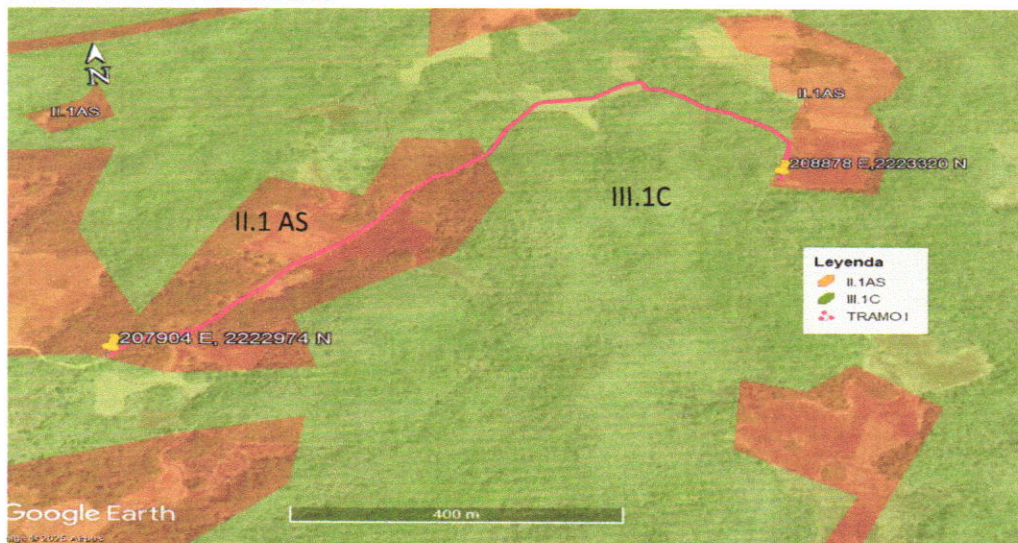 N
II.1AS
II.1AS
208878 E,2223320 N
III.1C
II.1 AS
Leyenda
II.1AS
III.1C
TRAMO I
207904 E, 2222974 N
Google Earth
400 m